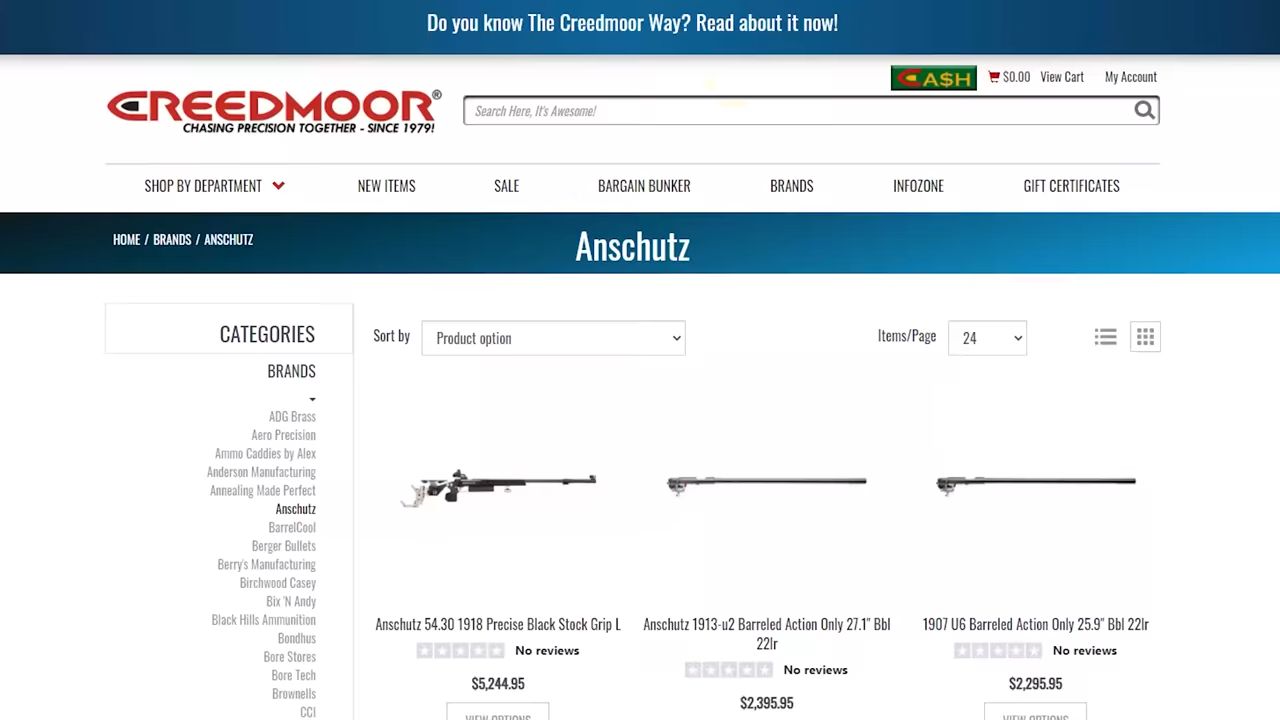 Do you know The Creedmoor Way? Read about it now!
CA$H
$0.00 View Cart My Account
CREEDMOOR®
CHASING PRECISION TOGETHER - SINCE 1979!
Search Here, It's Awesome!
SHOP BY DEPARTMENT NEW ITEMS SALE BARGAIN BUNKER BRANDS INFOZONE GIFT CERTIFICATES
HOME / BRANDS / ANSCHUTZ
Anschutz
CATEGORIES
BRANDS
ADG Brass
Aero Precision
Ammo Caddies by Alex
Anderson Manufacturing
Annealing Made Perfect
Anschutz
BarrelCool
Berger Bullets
Berry's Manufacturing
Birchwood Casey
Bix 'N Andy
Black Hills Ammunition
Bondhus
Bore Stores
Bore Tech
Brownells
CCI
Sort by Product option Items/Page 24
Anschutz 54.30 1918 Precise Black Stock Grip L
No reviews
$5,244.95
VIEW OPTIONS
Anschutz 1913-u2 Barreled Action Only 27.1" Bbl
22lr
No reviews
$2,395.95
1907 U6 Barreled Action Only 25.9" Bbl 22lr
No reviews
$2,295.95
VIEW OPTIONS